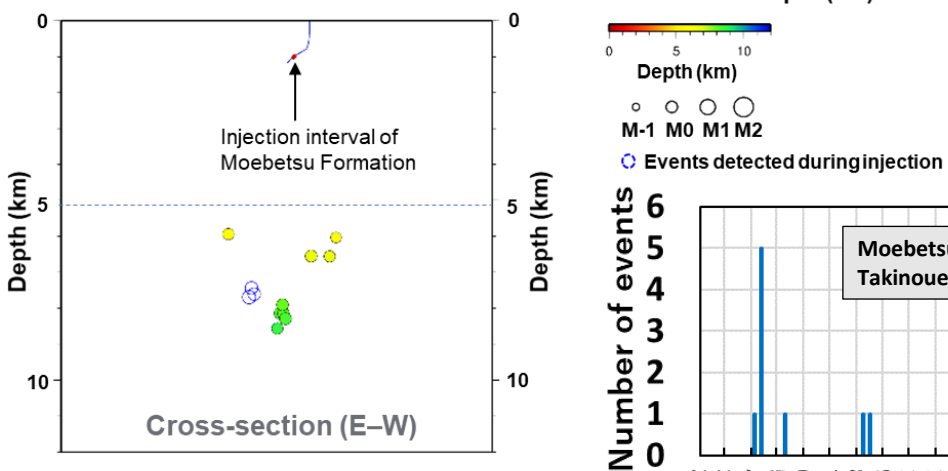 0
0
Injection interval of
Moebetsu Formation
Depth (km)
5
5
Depth (km)
10
10
Cross-section (E–W)
0
5
10
Depth (km)
M-1 M0 M1 M2
Events detected during injection
Number of events
6
5
4
3
2
1
0
Moebetsu
Takinoue